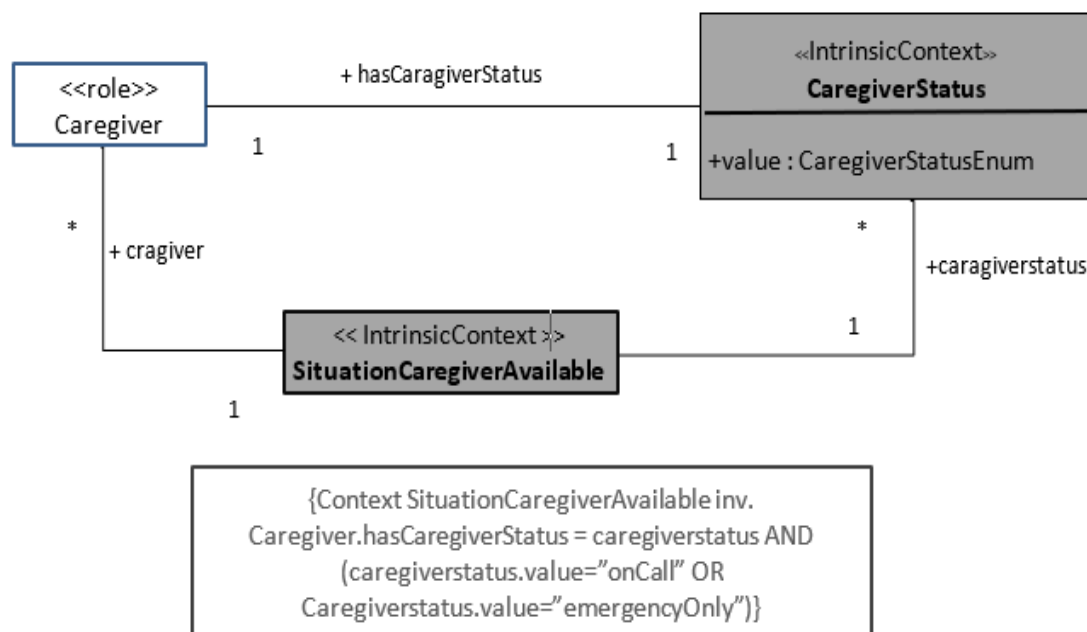 «IntrinsicContext»
CaregiverStatus
+value : CaregiverStatusEnum
<<role>>
Caregiver
+ hasCaragiverStatus
1
1
*
+ cragiver
*
+caragiverstatus
<< IntrinsicContext >>
SituationCaregiverAvailable
1
1
{Context SituationCaregiverAvailable inv.
Caregiver.hasCaregiverStatus = caregiverstatus AND
(caregiverstatus.value=”onCall” OR
Caregiverstatus.value=”emergencyOnly”)}